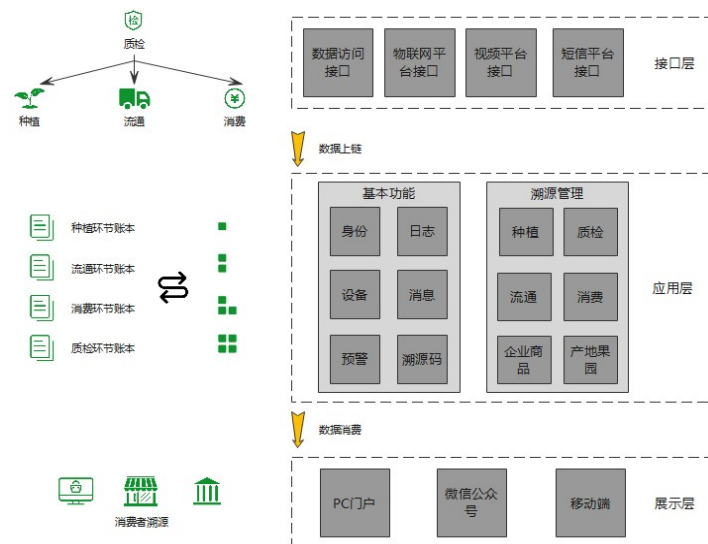 检
质检
种植
流通
消费
数据访问
接口
物联网平
台接口
视频平台
接口
短信平台
接口
接口层
数据上链
种植环节账本
流通环节账本
消费环节账本
质检环节账本
基本功能
身份
日志
设备
消息
预警
溯源码
溯源管理
种植
质检
流通
消费
企业商
品
产地果
园
应用层
数据消费
消费者溯源
PC门户
微信公众
号
移动端
展示层